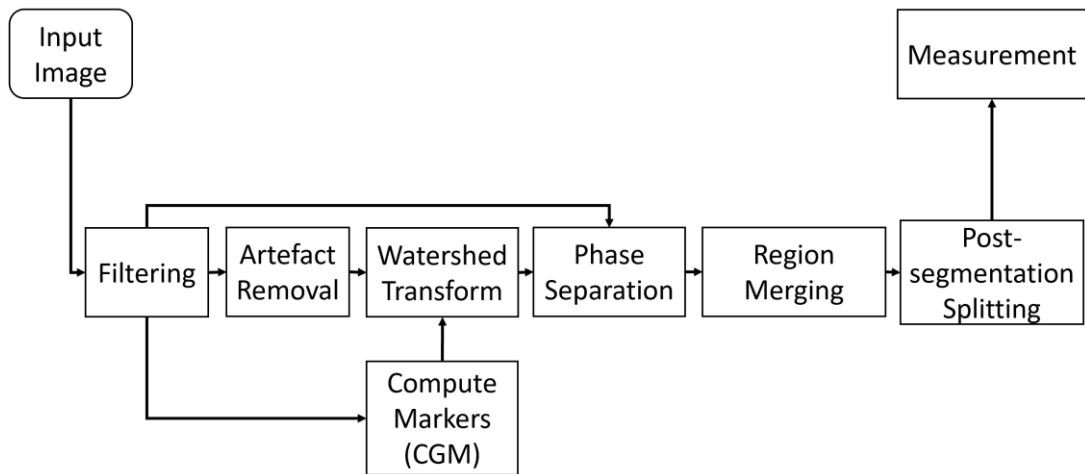 Input
Image
Measurement
Filtering
Artefact
Removal
Watershed
Transform
Phase
Separation
Region
Merging
Post-
segmentation
Splitting
Compute
Markers
(CGM)